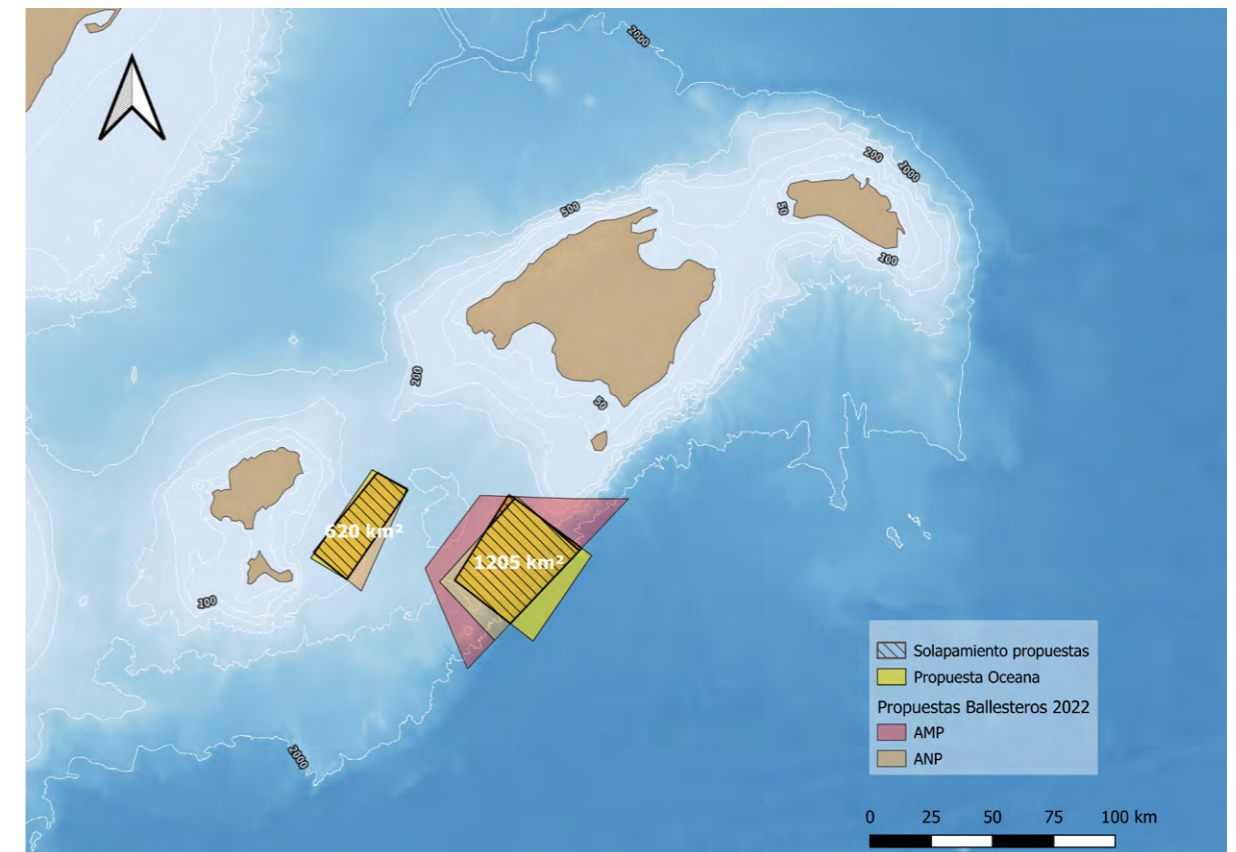 2000
200
1000
500
50
100
200
50
620 km²
1205 km²
100
2000
Solapamiento propuestas
Propuesta Oceana
Propuestas Ballesteros 2022
AMP
ANP
0 25 50 75 100 km